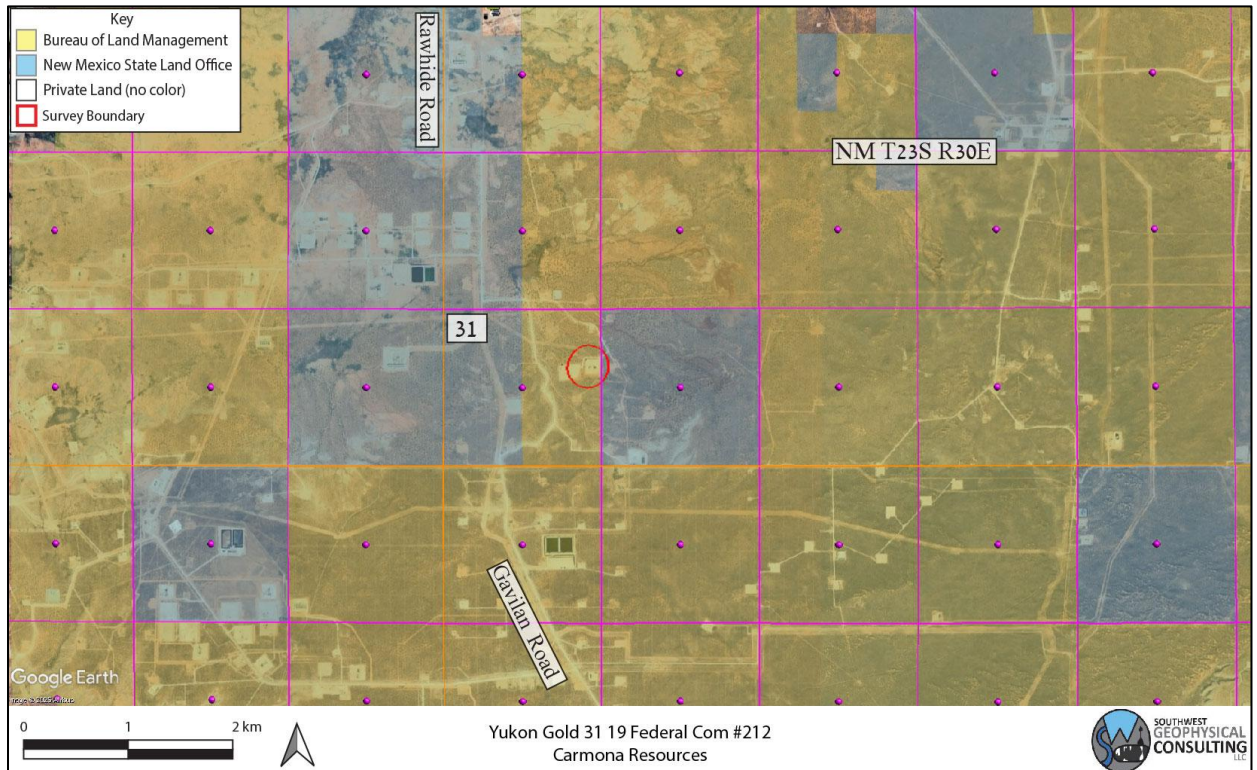 Key
Bureau of Land Management
New Mexico State Land Office
Private Land (no color)
Survey Boundary
Rawhide Road
NM T23S R30E
31
Gavilan Road
Google Earth
0 1 2 km
Yukon Gold 31 19 Federal Com #212
Carmona Resources
SOUTHWEST
GEOPHYSICAL
CONSULTING
LLC